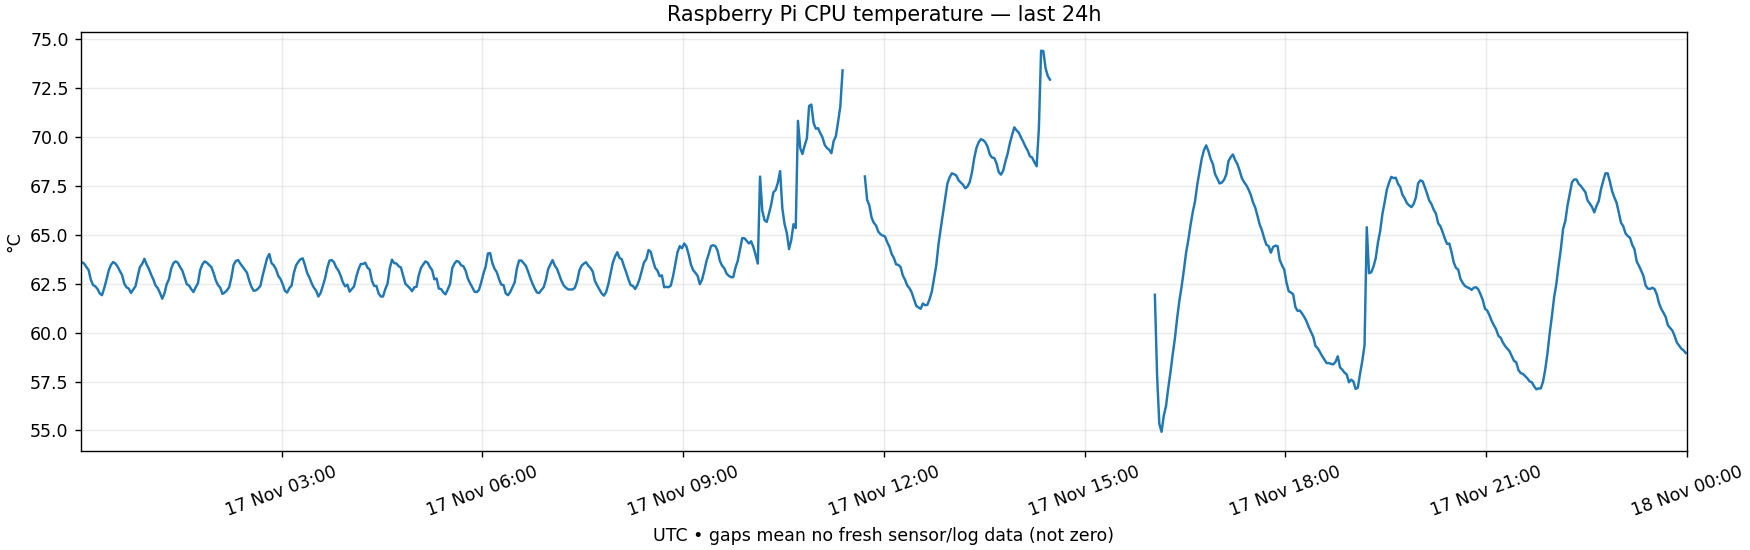 Raspberry Pi CPU temperature — last 24h
°C
75.0
72.5
70.0
67.5
65.0
62.5
60.0
57.5
55.0
17 Nov 03:00
17 Nov 06:00
17 Nov 09:00
17 Nov 12:00
17 Nov 15:00
17 Nov 18:00
17 Nov 21:00
18 Nov 00:00
UTC • gaps mean no fresh sensor/log data (not zero)